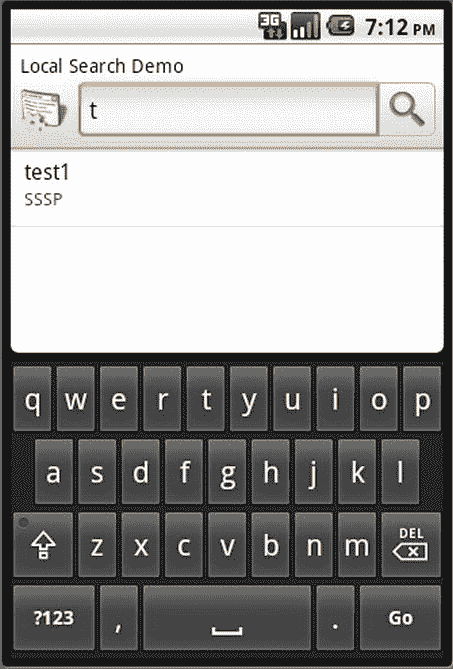 3G 7:12 PM
Local Search Demo
t
test1
SSSP
q w e r t y u i o p
a s d f g h j k l
z x c v b n m DEL
?123 , . Go